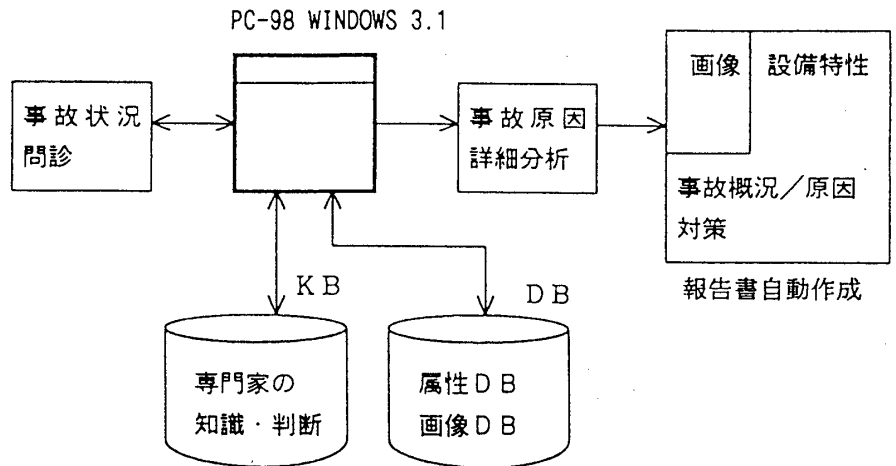 PC-98 WINDOWS 3.1
事故状況
問診
事故原因
詳細分析
画像
設備特性
事故概況／原因
対策
報告書自動作成
KB
DB
専門家の
知識・判断
属性DB
画像DB